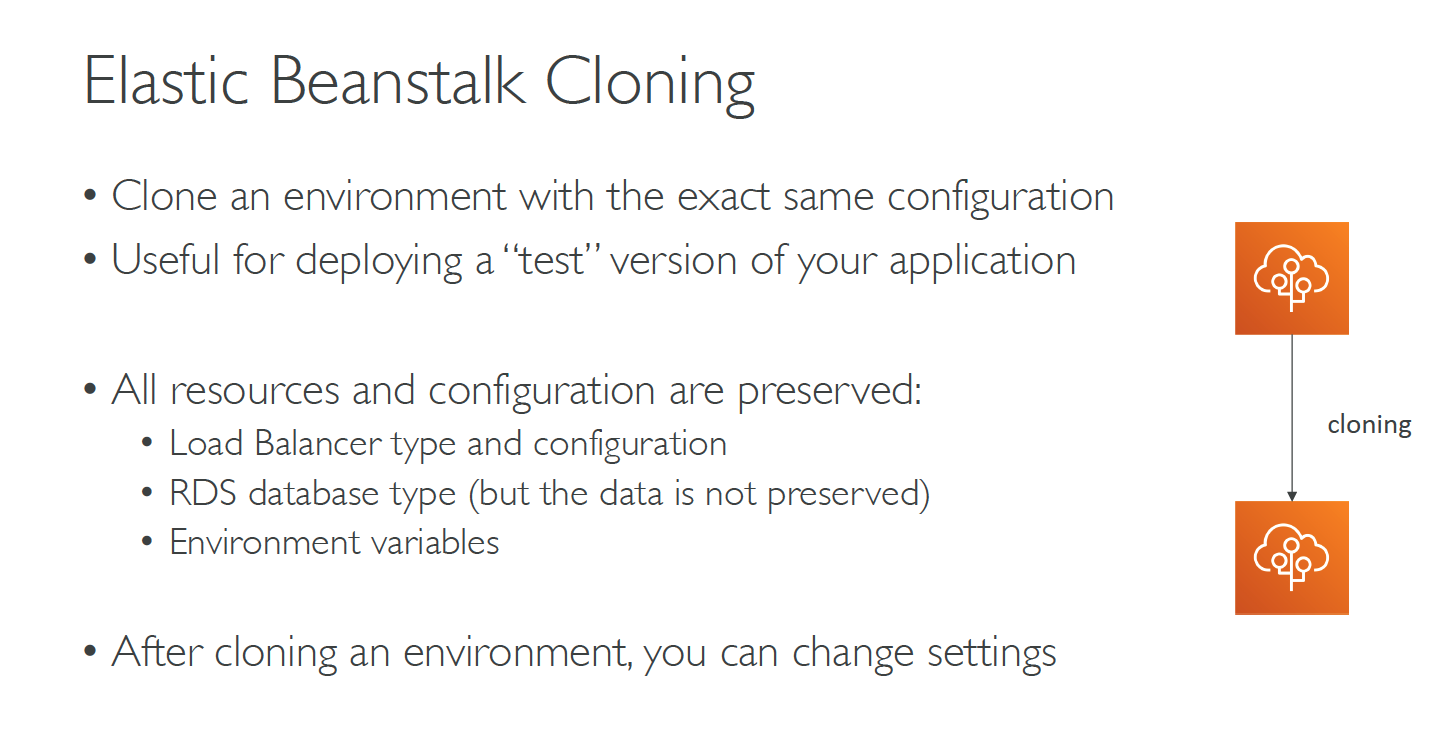 Elastic Beanstalk Cloning
• Clone an environment with the exact same configuration
• Useful for deploying a “test” version of your application
• All resources and configuration are preserved:
• Load Balancer type and configuration
• RDS database type (but the data is not preserved)
• Environment variables
• After cloning an environment, you can change settings
cloning